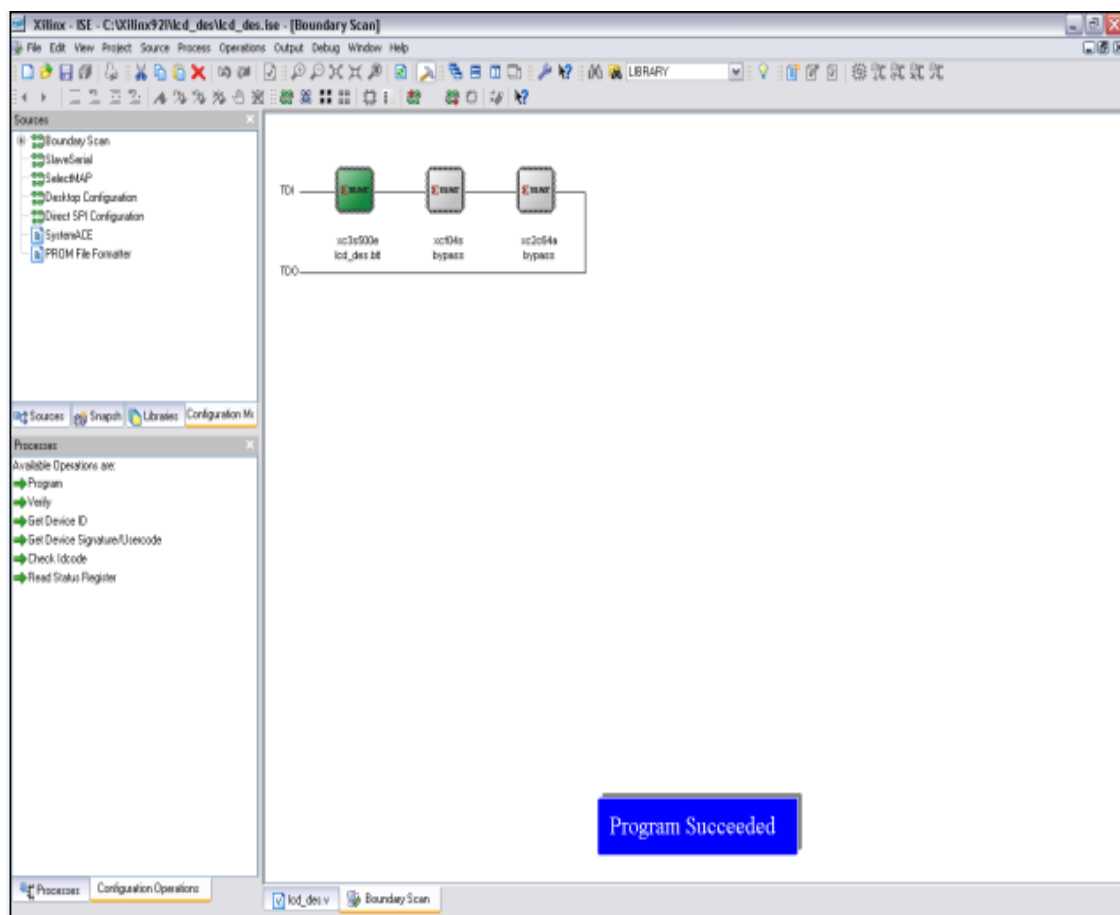 Xilinx - ISE - C:\Xilinx92i\lcd_des\lcd_des.ise - [Boundary Scan]
File Edit View Project Source Process Operations Output Debug Window Help
LIBRARY
Sources
Boundary Scan
SlaveSerial
SelectMAP
Desktop Configuration
Direct SPI Configuration
SystemACE
PROM File Formatter
TDI
xc3s500e xcf04s xc2c64a
lcd_des.bit bypass bypass
TDO
Sources Snapsh Libraries Configuration Mo
Processes
Available Operations are:
Program
Verify
Get Device ID
Get Device Signature/Usercode
Check Idcode
Read Status Register
Program Succeeded
Processes Configuration Operations
lcd_des.v Boundary Scan